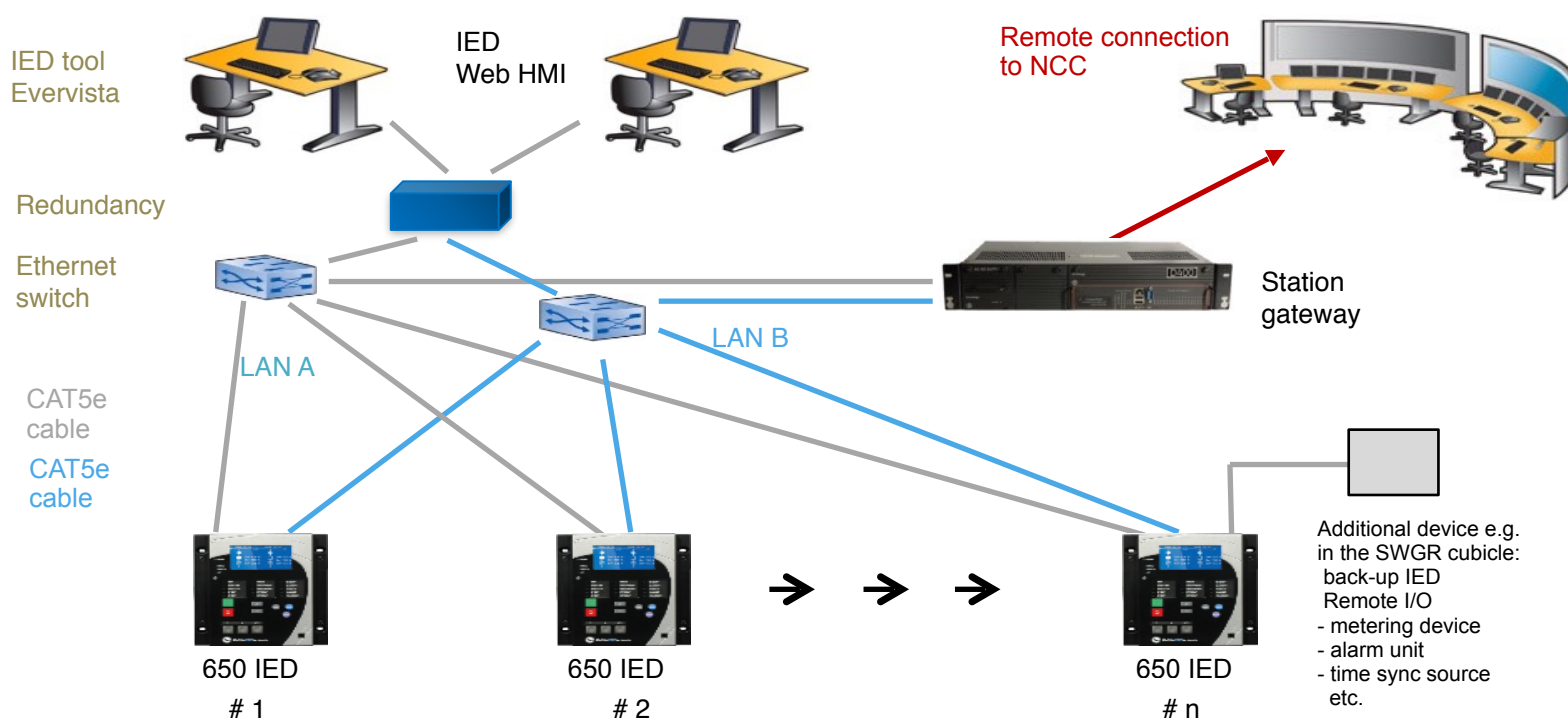 IED tool
Evervista
IED
Web HMI
Remote connection
to NCC
Redundancy
Ethernet
switch
D400
Station
gateway
LAN A
LAN B
CAT5e
cable
CAT5e
cable
650 IED
# 1
650 IED
# 2
650 IED
# n
Additional device e.g.
in the SWGR cubicle:
back-up IED
Remote I/O
- metering device
- alarm unit
- time sync source
etc.